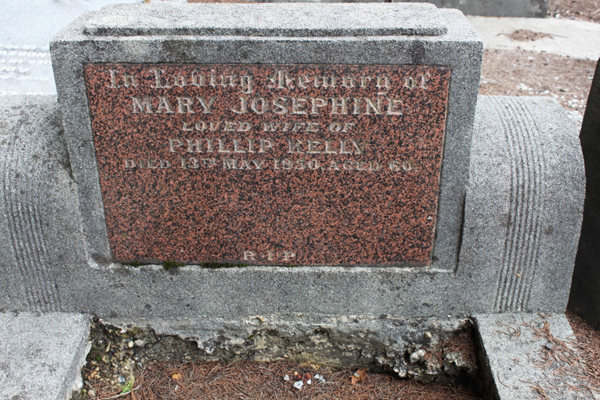 In Loving Memory of
MARY JOSEPHINE
LOVED WIFE OF
PHILLIP KELLY
DIED 13TH MAY 1950, AGED 60
R I P